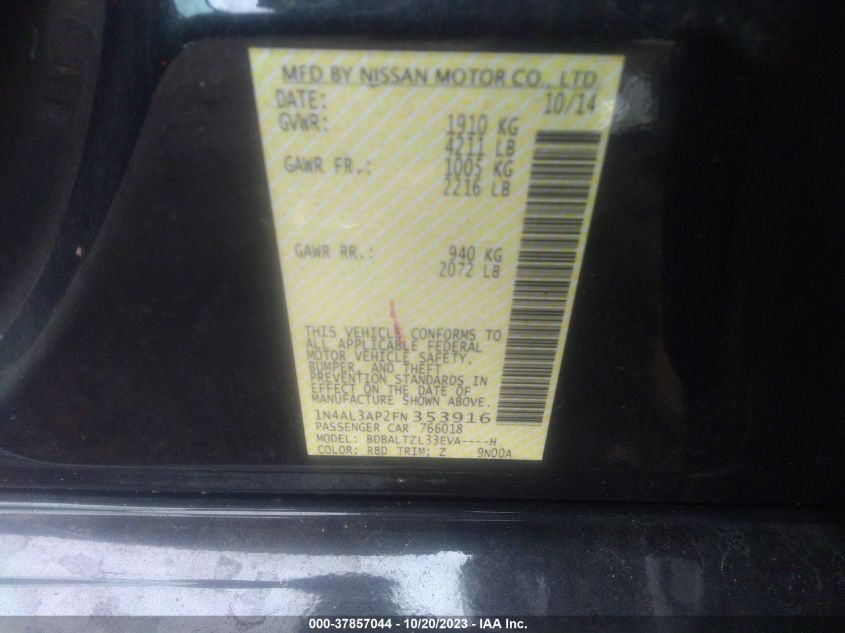 MFD BY NISSAN MOTOR CO., LTD
DATE: 10/14
GVWR: 1910 KG
4211 LB
GAWR FR.: 1005 KG
2216 LB
GAWR RR.: 940 KG
2072 LB
THIS VEHICLE CONFORMS TO
ALL APPLICABLE FEDERAL
MOTOR VEHICLE SAFETY,
BUMPER, AND THEFT
PREVENTION STANDARDS IN
EFFECT ON THE DATE OF
MANUFACTURE SHOWN ABOVE.
1N4AL3AP2FN 353916
PASSENGER CAR 766018
MODEL: BDBALTZL33EVA----H
COLOR: RBD TRIM; Z 9N00A
000-37857044 - 10/20/2023 - IAA Inc.